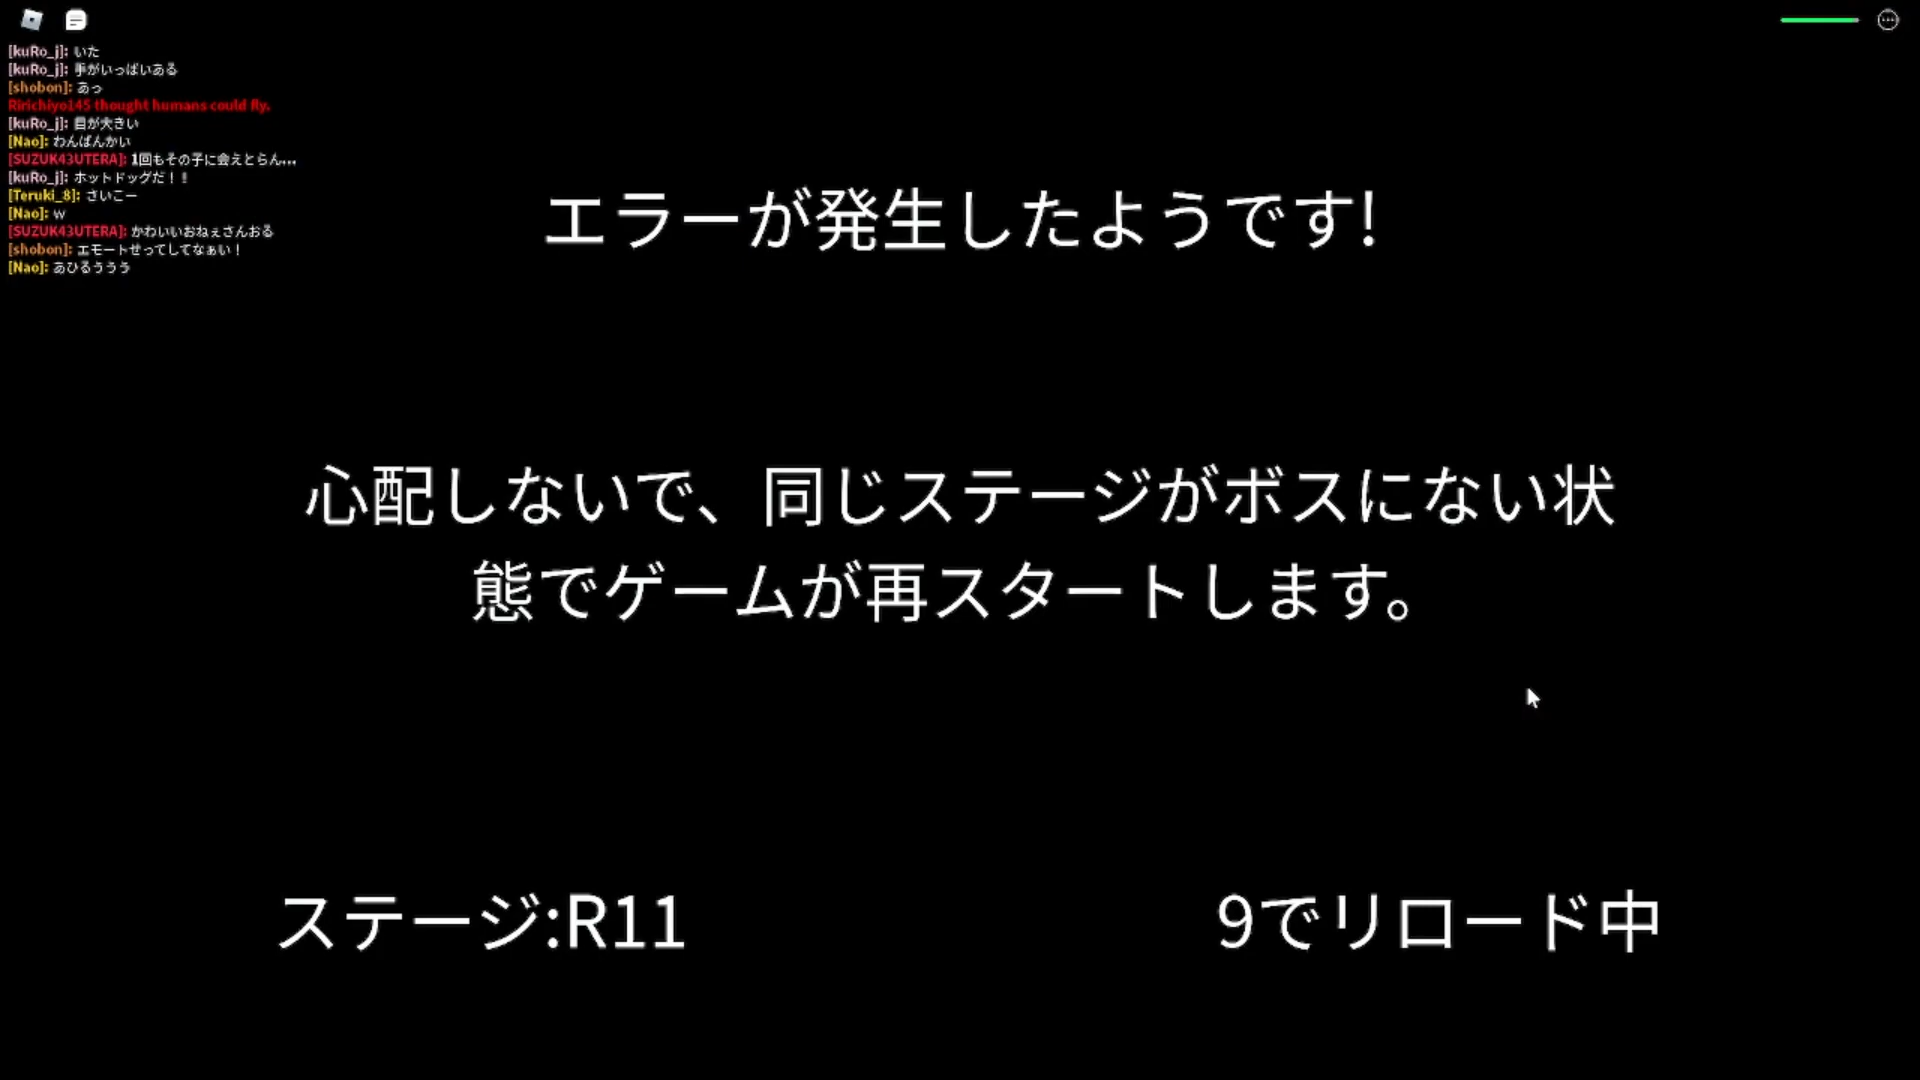 [kuRo_j]: いた
[kuRo_j]: 手がいっぱいある
[shobon]: あっ
Ririchiyo145 thought humans could fly.
[kuRo_j]: 目が大きい
[Nao]: わんぱんかい
[SUZUK43UTERA]: 1回もその子に会えとらん...
[kuRo_j]: ホットドッグだ！！
[Teruki_8]: さいこー
[Nao]: w
[SUZUK43UTERA]: かわいいおねぇさんおる
[shobon]: エモートせってしてなぁい！
[Nao]: あひるううう
エラーが発生したようです!
心配しないで、同じステージがボスにない状
態でゲームが再スタートします。
ステージ:R11
9でリロード中